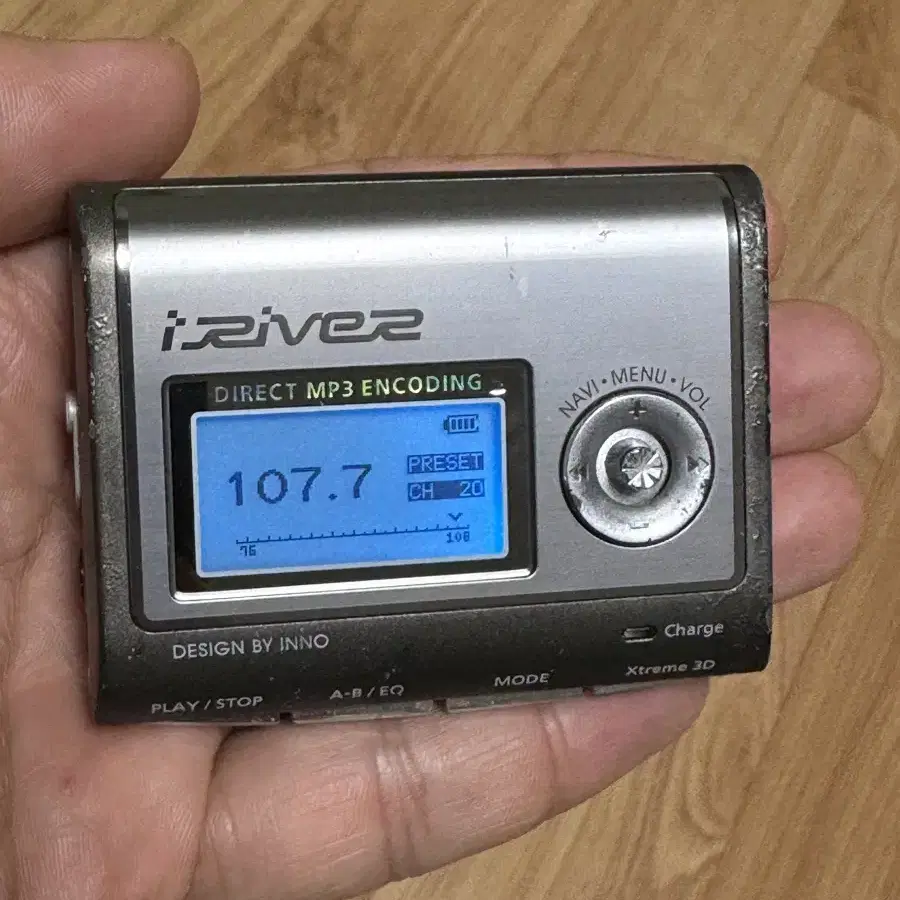 iRiver
DIRECT MP3 ENCODING
NAVI • MENU • VOL
107.7
PRESET
CH 20
76 108
DESIGN BY INNO
Charge
PLAY / STOP
A-B / EQ
MODE
Xtreme 3D